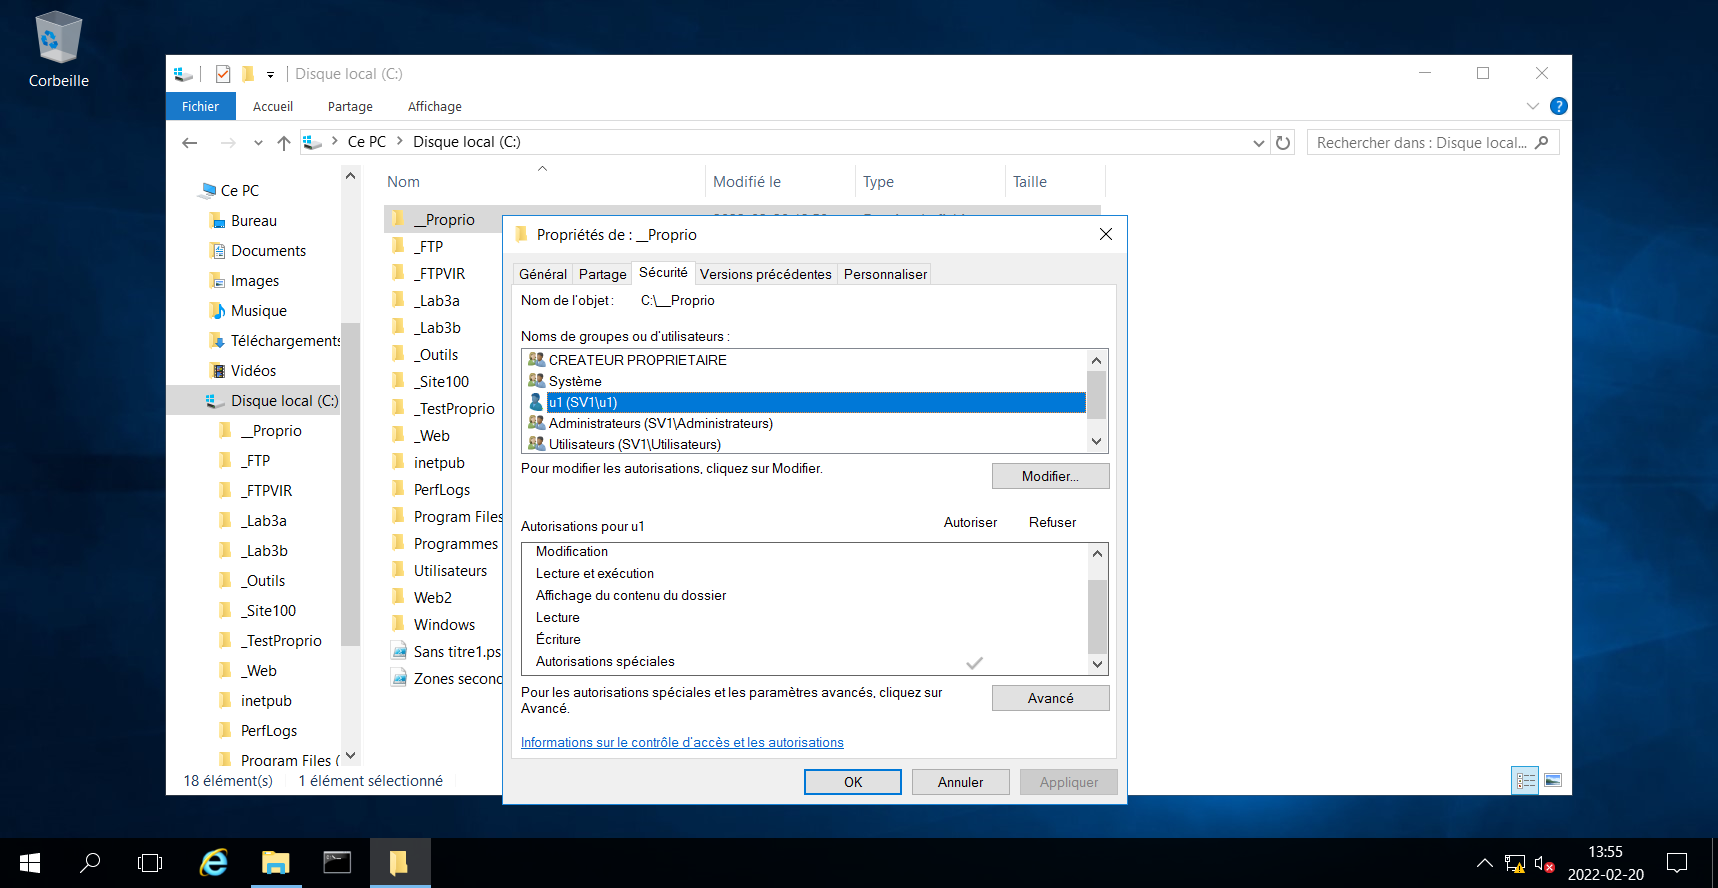 Corbeille
Disque local (C:)
Fichier
Accueil
Partage
Affichage
?
Ce PC
Disque local (C:)
Rechercher dans : Disque local...
Ce PC
Bureau
Documents
Images
Musique
Téléchargements
Vidéos
Disque local (C:)
__Proprio
_FTP
_FTPVIR
_Lab3a
_Lab3b
_Outils
_Site100
_TestProprio
_Web
inetpub
PerfLogs
Program Files (
Nom
Modifié le
Type
Taille
__Proprio
_FTP
_FTPVIR
_Lab3a
_Lab3b
_Outils
_Site100
_TestProprio
_Web
inetpub
PerfLogs
Program Files
Programmes
Utilisateurs
Web2
Windows
Sans titre1.ps
Zones second
Propriétés de : __Proprio
Général
Partage
Sécurité
Versions précédentes
Personnaliser
Nom de l'objet :
C:\__Proprio
Noms de groupes ou d'utilisateurs :
CREATEUR PROPRIETAIRE
Système
u1 (SV1\u1)
Administrateurs (SV1\Administrateurs)
Utilisateurs (SV1\Utilisateurs)
Pour modifier les autorisations, cliquez sur Modifier.
Modifier...
Autorisations pour u1
Autoriser
Refuser
Modification
Lecture et exécution
Affichage du contenu du dossier
Lecture
Écriture
Autorisations spéciales
Pour les autorisations spéciales et les paramètres avancés, cliquez sur
Avancé.
Avancé
Informations sur le contrôle d'accès et les autorisations
OK
Annuler
Appliquer
18 élément(s)
1 élément sélectionné
13:55
2022-02-20